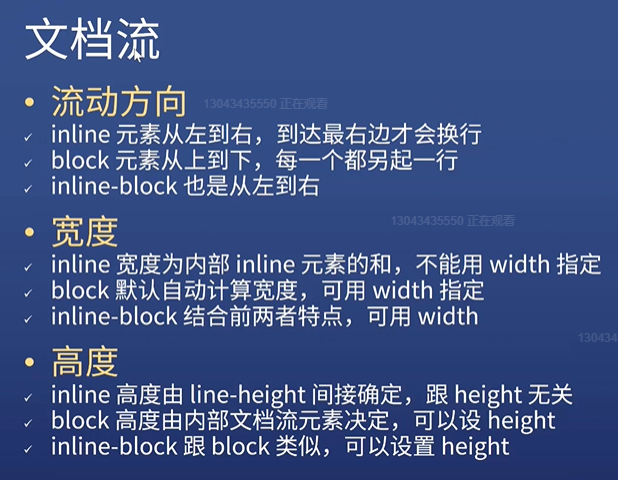 文档流
• 流动方向
13043435550 正在观看
✓ inline 元素从左到右，到达最右边才会换行
✓ block 元素从上到下，每一个都另起一行
✓ inline-block 也是从左到右
13043435550 正在观看
• 宽度
✓ inline 宽度为内部 inline 元素的和，不能用 width 指定
✓ block 默认自动计算宽度，可用 width 指定
✓ inline-block 结合前两者特点，可用 width
130434
• 高度
✓ inline 高度由 line-height 间接确定，跟 height 无关
✓ block 高度由内部文档流元素决定，可以设 height
✓ inline-block 跟 block 类似，可以设置 height